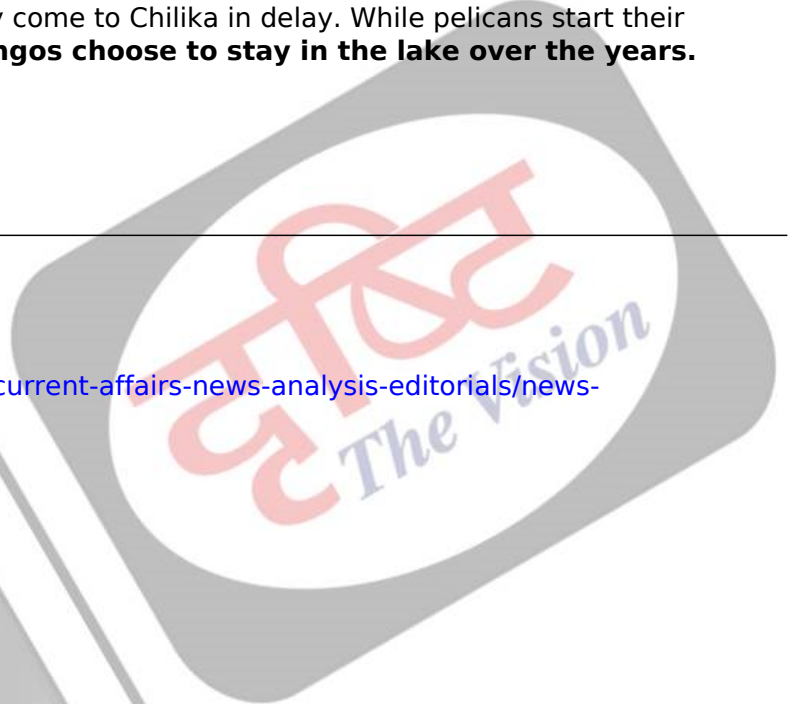 come to Chilika in delay. While pelicans start their
ngos choose to stay in the lake over the years.
दृष्टि
The Vision
current-affairs-news-analysis-editorials/news-